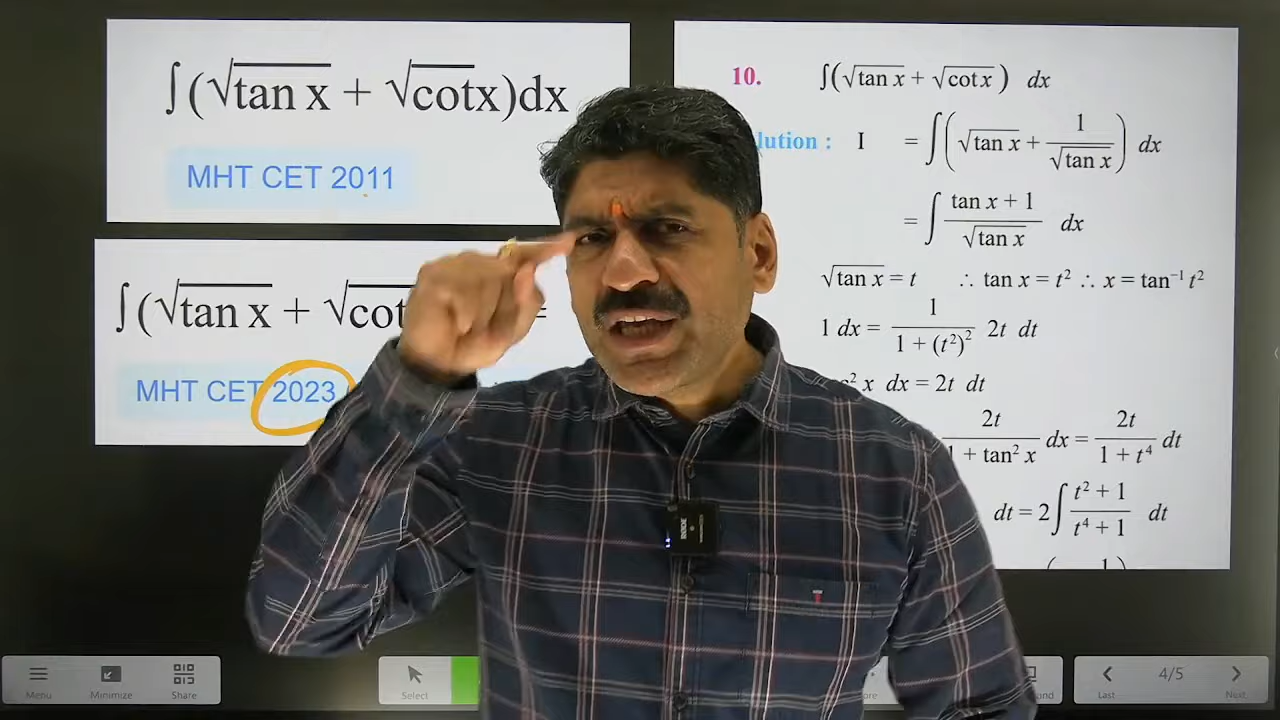 ∫(√tan x + √cotx)dx
MHT CET 2011
∫(√tan x + √cot
=
MHT CET 2023
10. ∫(√tan x + √cot x) dx
lution : I = ∫(√tan x + 1/√tan x) dx
= ∫ (tan x + 1)/√tan x dx
√tan x = t ∴ tan x = t² ∴ x = tan⁻¹ t²
1 dx = 1/(1 + (t²)²) 2t dt
² x dx = 2t dt
2t/(1 + tan² x) dx = 2t/(1 + t⁴) dt
dt = 2∫ (t² + 1)/(t⁴ + 1) dt
Menu Minimize Share Select Last 4/5 Next
RODE